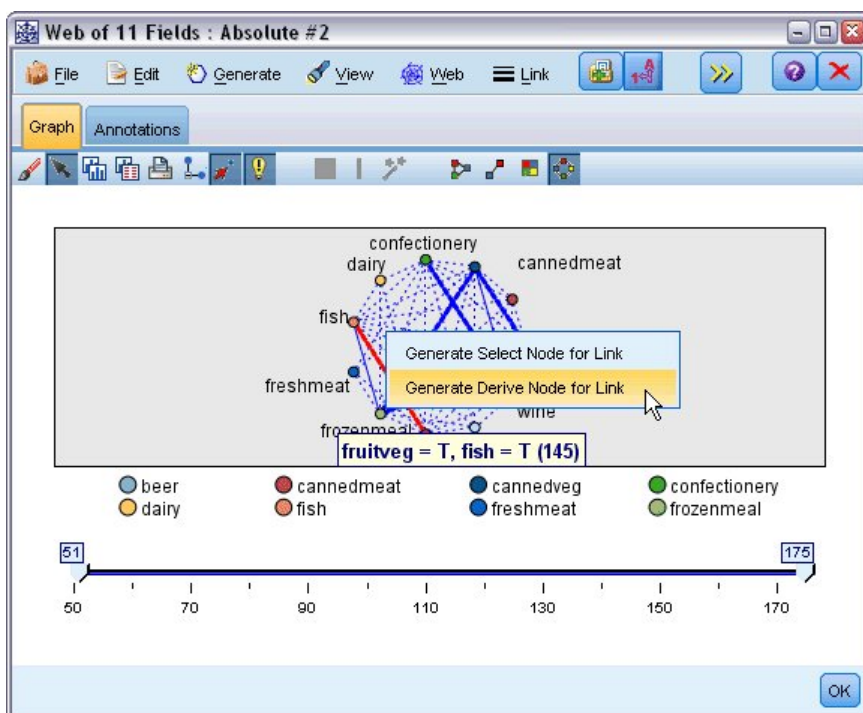 Web of 11 Fields : Absolute #2
File Edit Generate View Web Link
Graph Annotations
confectionery
dairy cannedmeat
fish
Generate Select Node for Link
freshmeat Generate Derive Node for Link
wine
frozenmeal
fruitveg = T, fish = T (145)
beer cannedmeat cannedveg confectionery
dairy fish freshmeat frozenmeal
51 175
50 70 90 110 130 150 170
OK